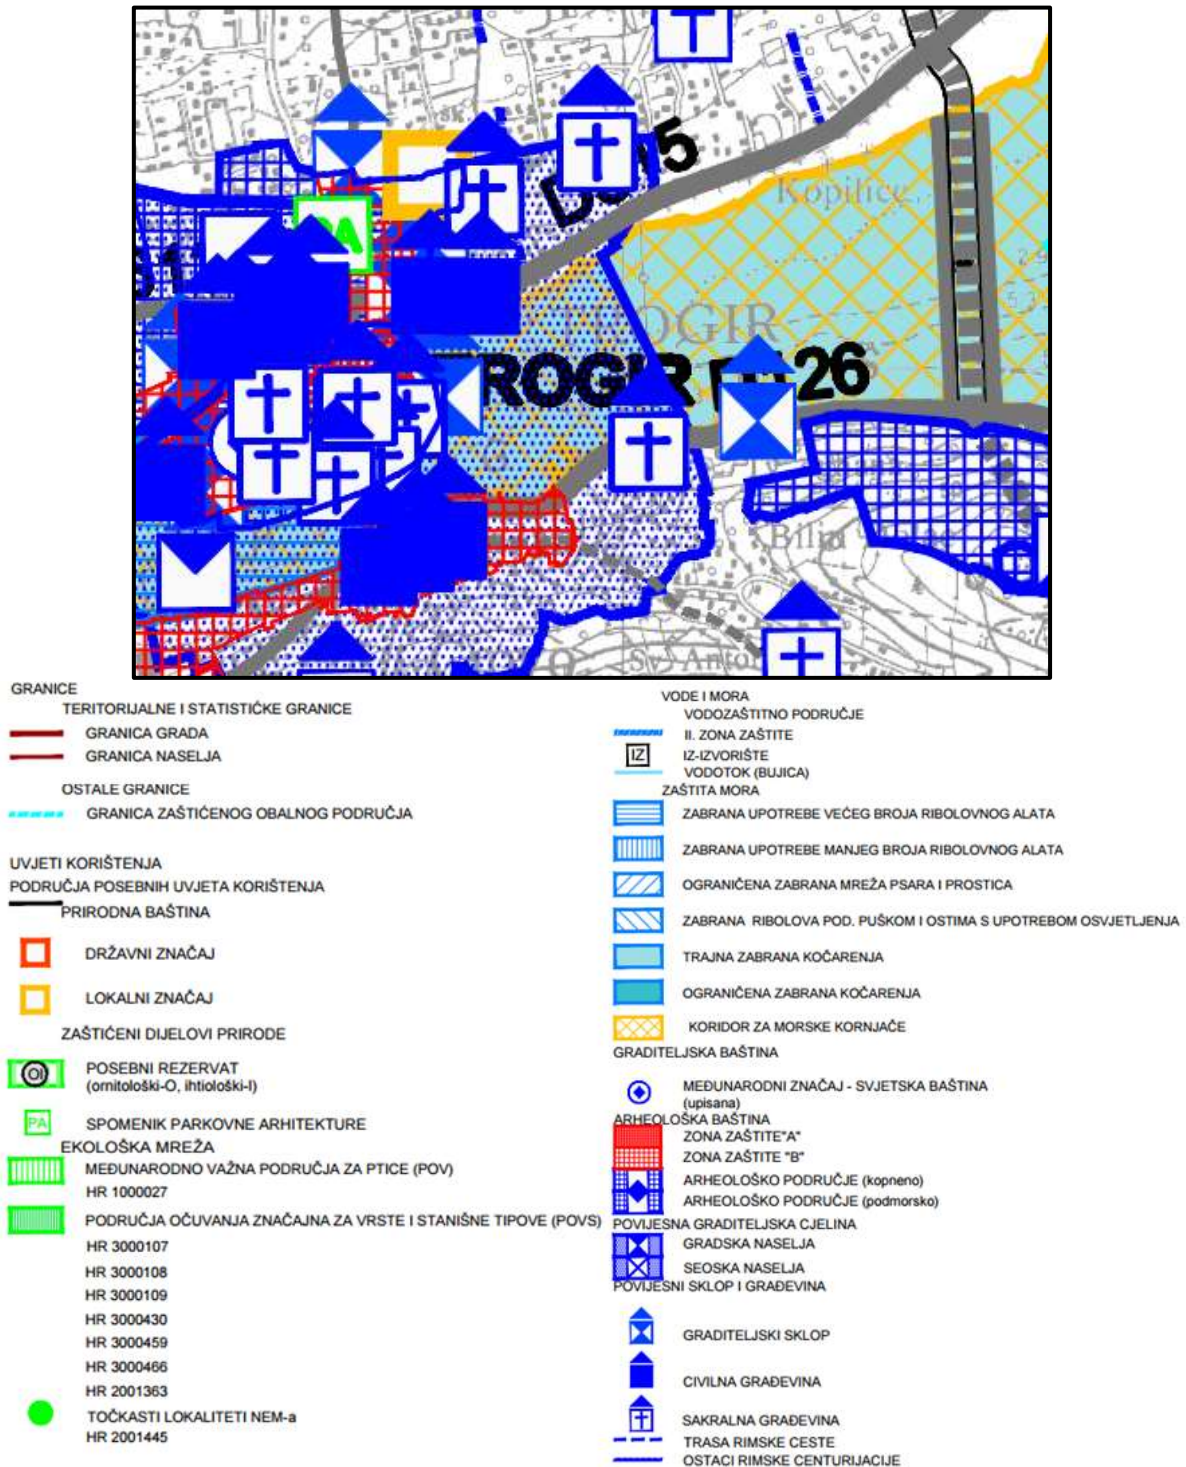 Kopilice
PA
TROGIR
ROGIR
26
Sv. Anto
GRANICE
TERITORIJALNE I STATISTIČKE GRANICE
GRANICA GRADA
GRANICA NASELJA
OSTALE GRANICE
GRANICA ZAŠTIĆENOG OBALNOG PODRUČJA
UVJETI KORIŠTENJA
PODRUČJA POSEBNIH UVJETA KORIŠTENJA
PRIRODNA BAŠTINA
DRŽAVNI ZNAČAJ
LOKALNI ZNAČAJ
ZAŠTIĆENI DIJELOVI PRIRODE
OI POSEBNI REZERVAT
(ornitološki-O, ihtiološki-I)
PA SPOMENIK PARKOVNE ARHITEKTURE
EKOLOŠKA MREŽA
MEĐUNARODNO VAŽNA PODRUČJA ZA PTICE (POV)
HR 1000027
PODRUČJA OČUVANJA ZNAČAJNA ZA VRSTE I STANIŠNE TIPOVE (POVS)
HR 3000107
HR 3000108
HR 3000109
HR 3000430
HR 3000459
HR 3000466
HR 2001363
TOČKASTI LOKALITETI NEM-a
HR 2001445
VODE I MORA
VODOZAŠTITNO PODRUČJE
II. ZONA ZAŠTITE
IZ IZ-IZVORIŠTE
VODOTOK (BUJICA)
ZAŠTITA MORA
ZABRANA UPOTREBE VEĆEG BROJA RIBOLOVNOG ALATA
ZABRANA UPOTREBE MANJEG BROJA RIBOLOVNOG ALATA
OGRANIČENA ZABRANA MREŽA PSARA I PROSTICA
ZABRANA RIBOLOVA POD. PUŠKOM I OSTIMA S UPOTREBOM OSVJETLJENJA
TRAJNA ZABRANA KOČARENJA
OGRANIČENA ZABRANA KOČARENJA
KORIDOR ZA MORSKE KORNJAČE
GRADITELJSKA BAŠTINA
MEĐUNARODNI ZNAČAJ - SVJETSKA BAŠTINA
(upisana)
ARHEOLOŠKA BAŠTINA
ZONA ZAŠTITE"A"
ZONA ZAŠTITE "B"
ARHEOLOŠKO PODRUČJE (kopneno)
ARHEOLOŠKO PODRUČJE (podmorsko)
POVIJESNA GRADITELJSKA CJELINA
GRADSKA NASELJA
SEOSKA NASELJA
POVIJESNI SKLOP I GRAĐEVINA
GRADITELJSKI SKLOP
CIVILNA GRAĐEVINA
SAKRALNA GRAĐEVINA
TRASA RIMSKE CESTE
OSTACI RIMSKE CENTURIJACIJE